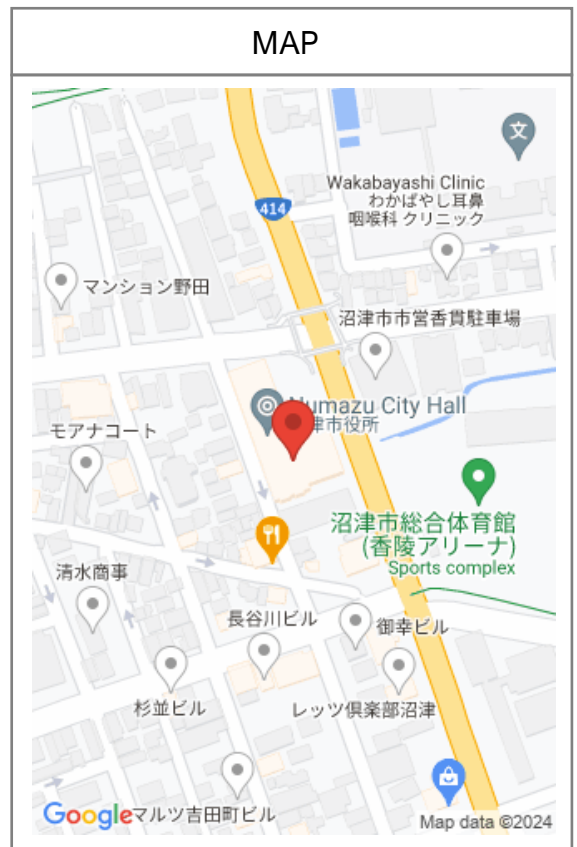 MAP
文
414
Wakabayashi Clinic
わかばやし耳鼻
咽喉科 クリニック
マンション野田
沼津市市営香貫駐車場
Numazu City Hall
津市役所
モアナコート
沼津市総合体育館
(香陵アリーナ)
Sports complex
清水商事
長谷川ビル
御幸ビル
杉並ビル
レッツ倶楽部沼津
Google
マルツ吉田町ビル
Map data ©2024